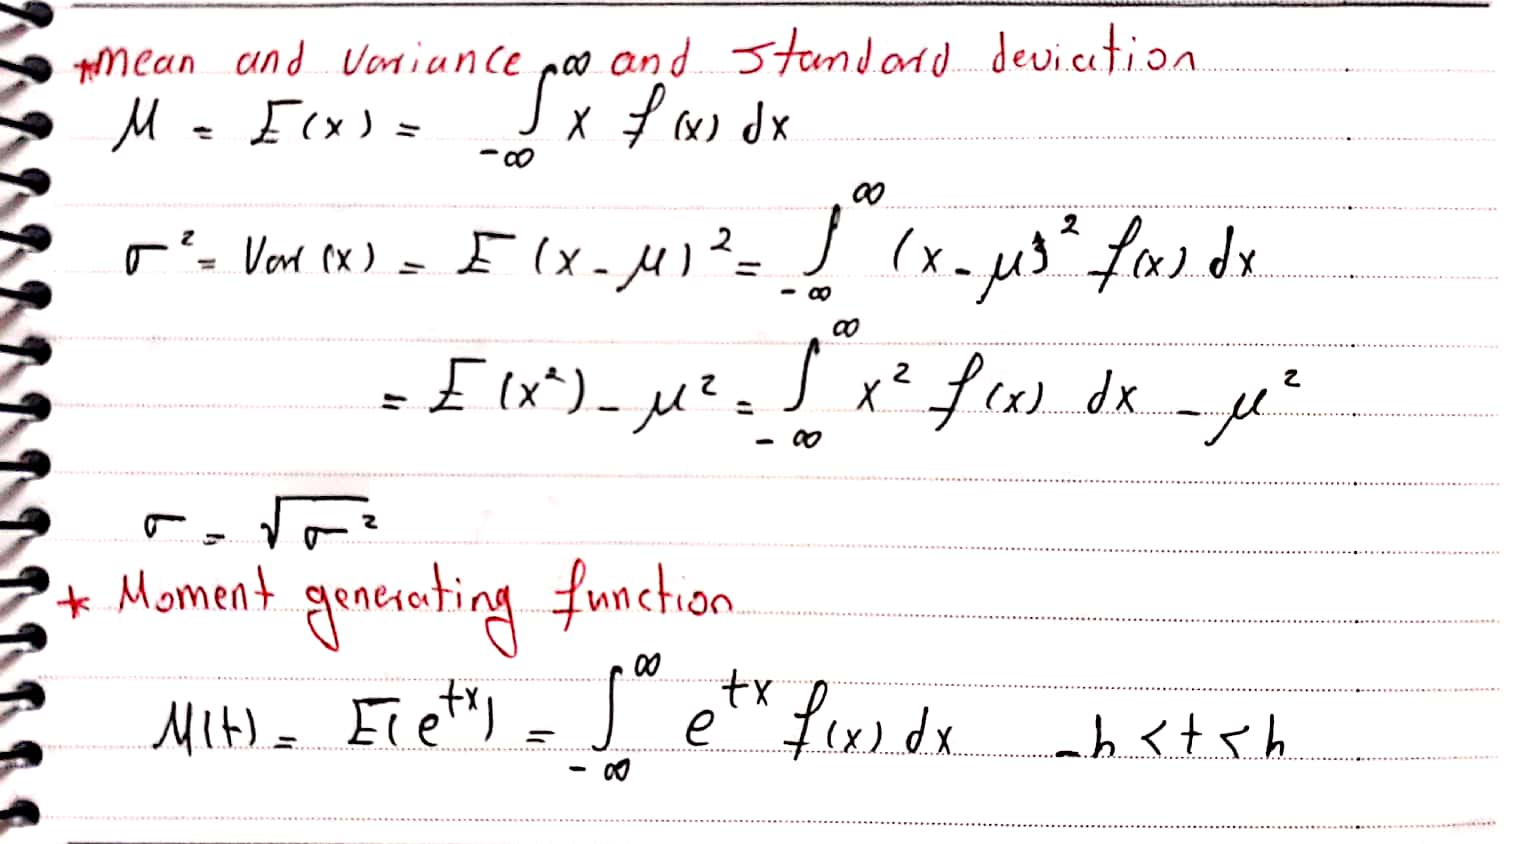 *mean and variance and standard deviation
μ = E(x) = ∫_{-∞}^{∞} x f(x) dx
σ² = Var(x) = E(x-μ)² = ∫_{-∞}^{∞} (x-μ)² f(x) dx
= E(x²) - μ² = ∫_{-∞}^{∞} x² f(x) dx - μ²
σ = √σ²
* Moment generating function
M(t) = E(e^{tx}) = ∫_{-∞}^{∞} e^{tx} f(x) dx -h < t < h